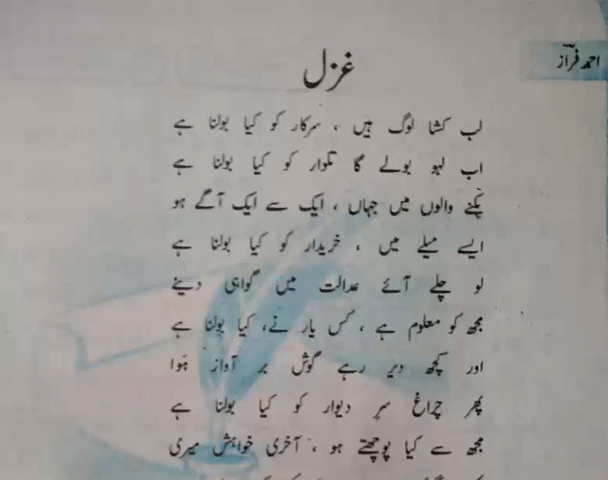 احمد فراز
غزل
لب کشا لوگ ہیں ، سرکار کو کیا بولنا ہے
اب لہو بولے گا تلوار کو کیا بولنا ہے
بکنے والوں میں جہاں ، ایک سے ایک آگے ہو
ایسے میلے میں ، خریدار کو کیا بولنا ہے
لو چلے آئے عدالت میں گواہی دینے
مجھ کو معلوم ہے ، کس یار نے ، کیا بولنا ہے
اور کچھ دیر رہے گوش بر آواز ہوا
پھر چراغِ سرِ دیوار کو کیا بولنا ہے
مجھ سے کیا پوچھتے ہو ، آخری خواہش میری